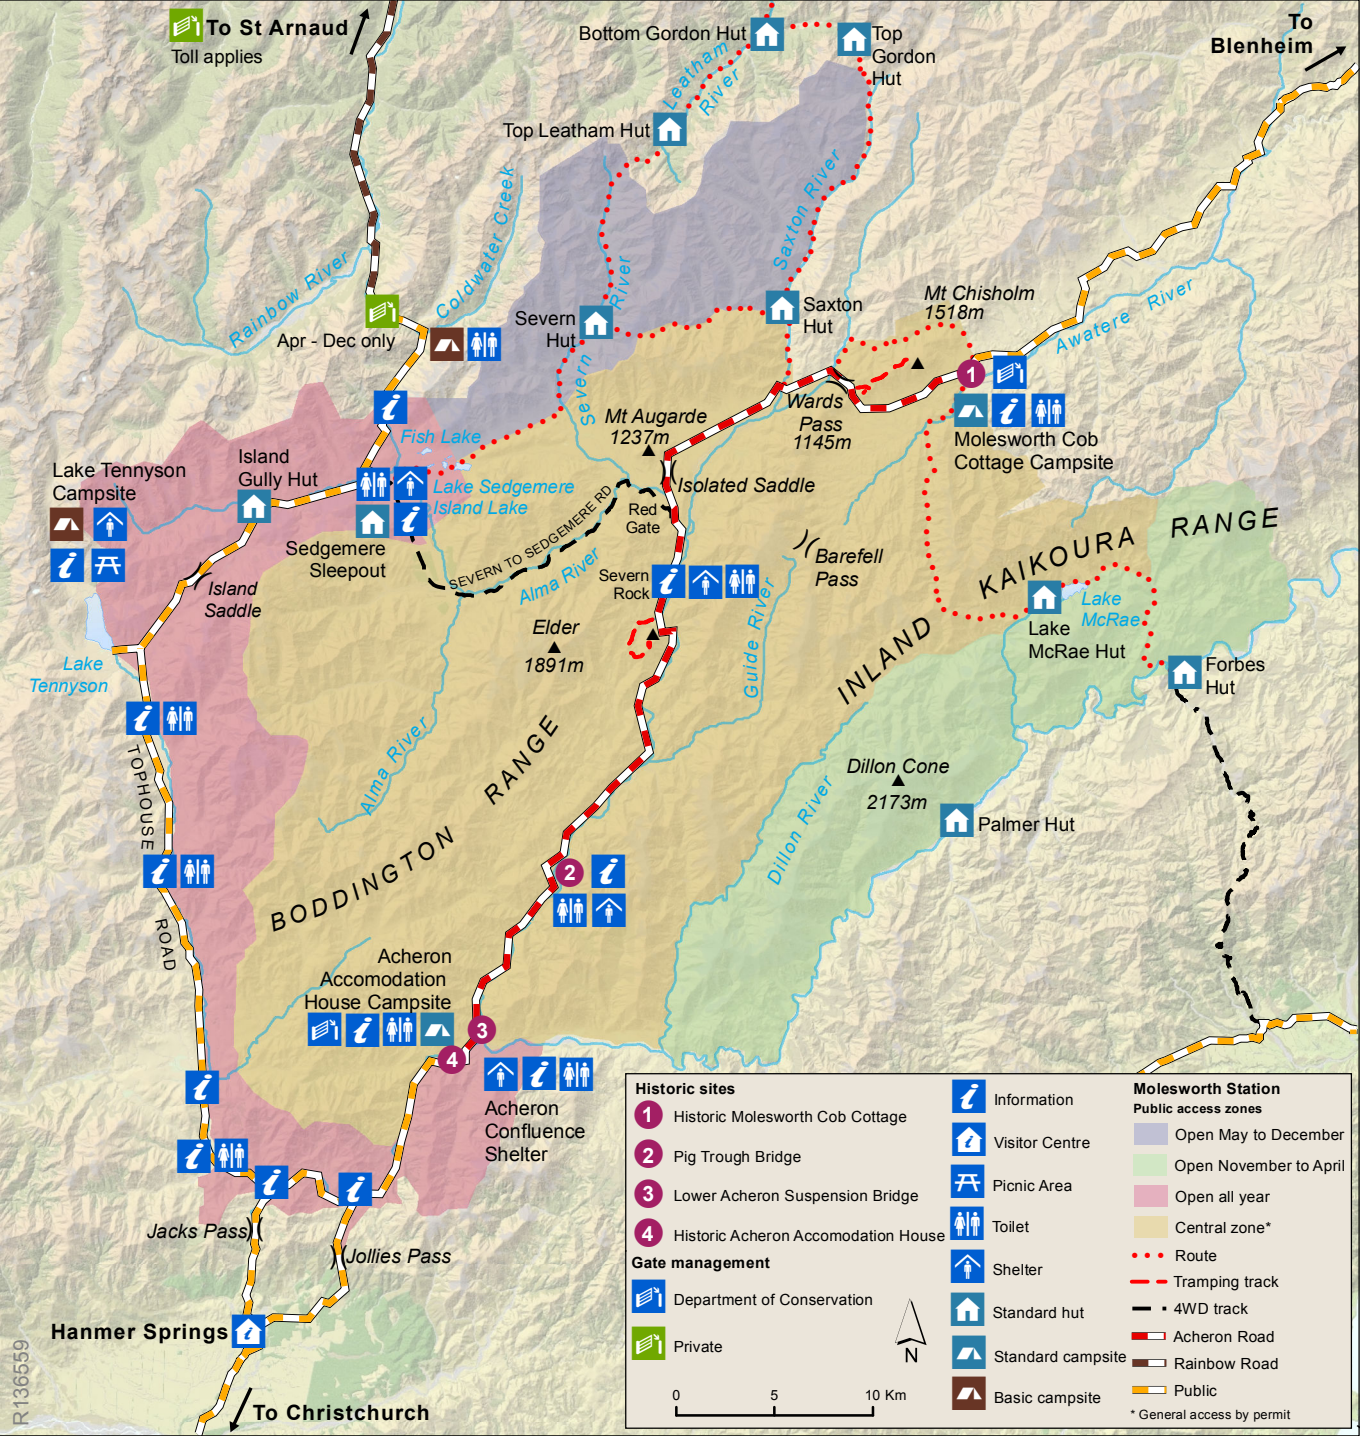 To St Arnaud
Toll applies
Bottom Gordon Hut
Top
Gordon
Hut
To
Blenheim
Leatham
River
Top Leatham Hut
Coldwater Creek
Saxton River
Rainbow River
River
Severn
Apr - Dec only
Severn
Hut
Saxton
Hut
Mt Chisholm
1518m
Awatere River
1
Mt Augarde
1237m
Wards
Pass
1145m
Molesworth Cob
Cottage Campsite
Fish Lake
Lake Tennyson
Campsite
Island
Gully Hut
Lake Sedgemere
Island Lake
Isolated Saddle
Red
Gate
SEVERN TO SEDGEMERE RD
Sedgemere
Sleepout
Alma River
Barefell
Pass
KAIKOURA RANGE
INLAND
Severn
Rock
Island
Saddle
Elder
1891m
Guide River
Lake
McRae
Lake
McRae Hut
Forbes
Hut
Lake
Tennyson
TOPHOUSE
ROAD
Alma River
BODDINGTON RANGE
Dillon Cone
2173m
Dillon River
Palmer Hut
2
Acheron
Accomodation
House Campsite
3
4
Acheron
Confluence
Shelter
Jacks Pass
Jollies Pass
Hanmer Springs
To Christchurch
R136559
Historic sites
1 Historic Molesworth Cob Cottage
2 Pig Trough Bridge
3 Lower Acheron Suspension Bridge
4 Historic Acheron Accomodation House
Gate management
Department of Conservation
Private
N
0 5 10 Km
Information
Visitor Centre
Picnic Area
Toilet
Shelter
Standard hut
Standard campsite
Basic campsite
Molesworth Station
Public access zones
Open May to December
Open November to April
Open all year
Central zone*
Route
Tramping track
4WD track
Acheron Road
Rainbow Road
Public
* General access by permit